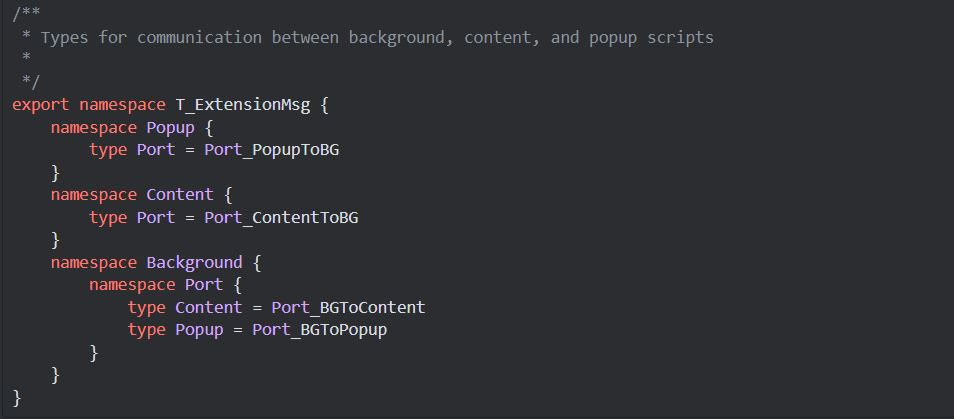 /**
 * Types for communication between background, content, and popup scripts
 *
 */
export namespace T_ExtensionMsg {
    namespace Popup {
        type Port = Port_PopupToBG
    }
    namespace Content {
        type Port = Port_ContentToBG
    }
    namespace Background {
        namespace Port {
            type Content = Port_BGToContent
            type Popup = Port_BGToPopup
        }
    }
}